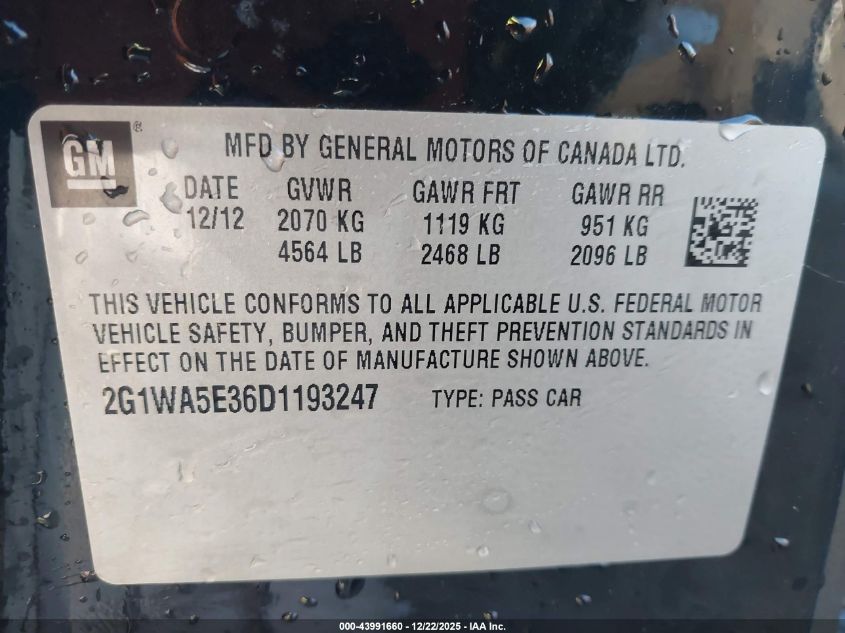 GM ®
MFD BY GENERAL MOTORS OF CANADA LTD.
DATE GVWR GAWR FRT GAWR RR
12/12 2070 KG 1119 KG 951 KG
4564 LB 2468 LB 2096 LB
THIS VEHICLE CONFORMS TO ALL APPLICABLE U.S. FEDERAL MOTOR
VEHICLE SAFETY, BUMPER, AND THEFT PREVENTION STANDARDS IN
EFFECT ON THE DATE OF MANUFACTURE SHOWN ABOVE.
2G1WA5E36D1193247 TYPE: PASS CAR
000-43991660 - 12/22/2025 - IAA Inc.